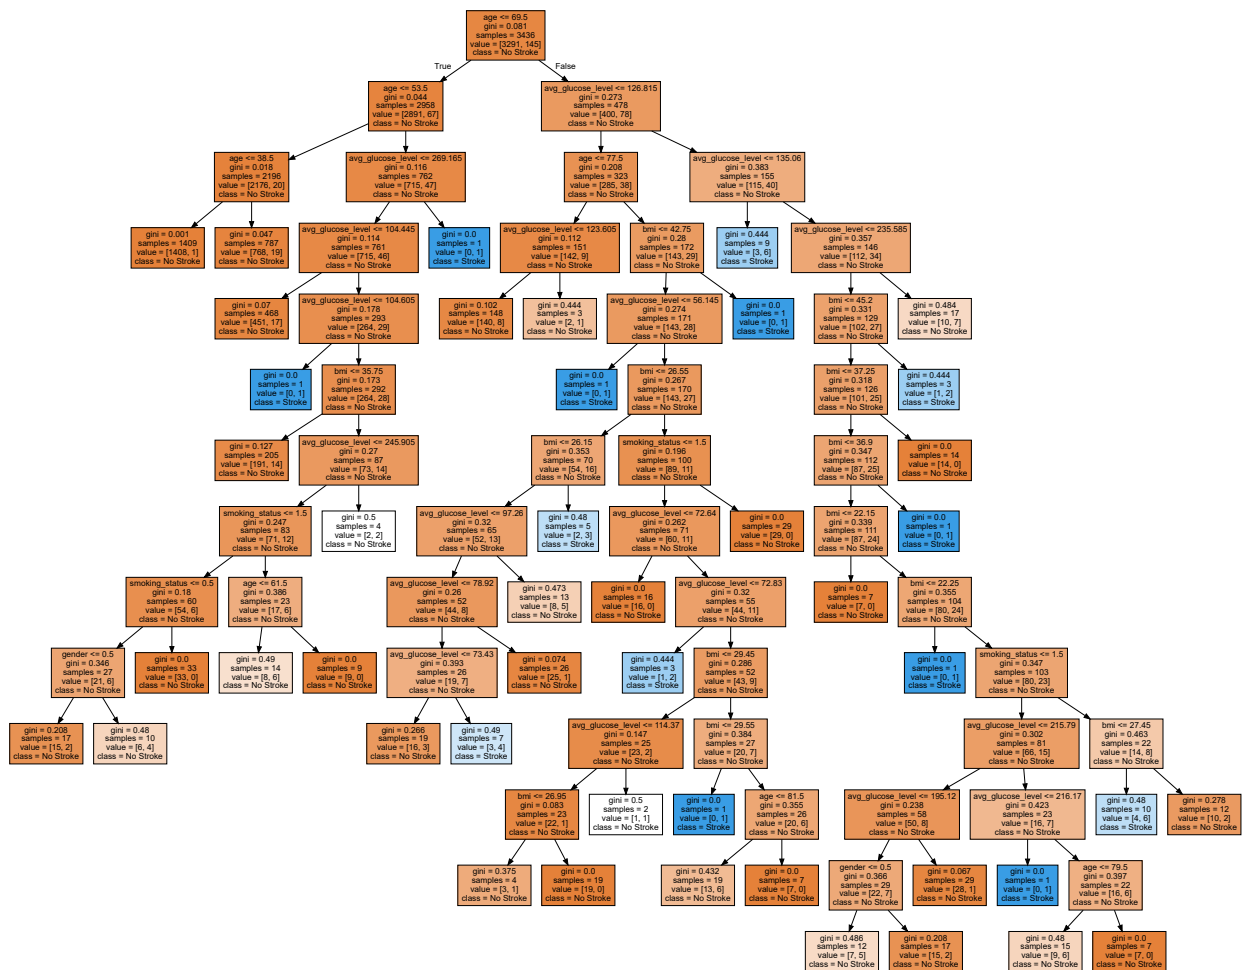 age <= 69.5
gini = 0.081
samples = 3436
value = [3291, 145]
class = No Stroke
True
False
age <= 53.5
gini = 0.044
samples = 2958
value = [2891, 67]
class = No Stroke
avg_glucose_level <= 126.815
gini = 0.273
samples = 478
value = [400, 78]
class = No Stroke
age <= 38.5
gini = 0.018
samples = 2196
value = [2176, 20]
class = No Stroke
avg_glucose_level <= 269.165
gini = 0.116
samples = 762
value = [715, 47]
class = No Stroke
age <= 77.5
gini = 0.208
samples = 323
value = [285, 38]
class = No Stroke
avg_glucose_level <= 135.06
gini = 0.383
samples = 155
value = [115, 40]
class = No Stroke
gini = 0.001
samples = 1409
value = [1408, 1]
class = No Stroke
gini = 0.047
samples = 787
value = [768, 19]
class = No Stroke
avg_glucose_level <= 104.445
gini = 0.114
samples = 761
value = [715, 46]
class = No Stroke
gini = 0.0
samples = 1
value = [0, 1]
class = Stroke
avg_glucose_level <= 123.605
gini = 0.112
samples = 151
value = [142, 9]
class = No Stroke
bmi <= 42.75
gini = 0.28
samples = 172
value = [143, 29]
class = No Stroke
gini = 0.444
samples = 9
value = [3, 6]
class = Stroke
avg_glucose_level <= 235.585
gini = 0.357
samples = 146
value = [112, 34]
class = No Stroke
gini = 0.07
samples = 468
value = [451, 17]
class = No Stroke
avg_glucose_level <= 104.605
gini = 0.178
samples = 293
value = [264, 29]
class = No Stroke
gini = 0.102
samples = 148
value = [140, 8]
class = No Stroke
gini = 0.444
samples = 3
value = [2, 1]
class = No Stroke
avg_glucose_level <= 56.145
gini = 0.274
samples = 171
value = [143, 28]
class = No Stroke
gini = 0.0
samples = 1
value = [0, 1]
class = Stroke
bmi <= 45.2
gini = 0.331
samples = 129
value = [102, 27]
class = No Stroke
gini = 0.484
samples = 17
value = [10, 7]
class = No Stroke
gini = 0.0
samples = 1
value = [0, 1]
class = Stroke
bmi <= 35.75
gini = 0.173
samples = 292
value = [264, 28]
class = No Stroke
gini = 0.0
samples = 1
value = [0, 1]
class = Stroke
bmi <= 26.55
gini = 0.267
samples = 170
value = [143, 27]
class = No Stroke
bmi <= 37.25
gini = 0.318
samples = 126
value = [101, 25]
class = No Stroke
gini = 0.444
samples = 3
value = [1, 2]
class = Stroke
gini = 0.127
samples = 205
value = [191, 14]
class = No Stroke
avg_glucose_level <= 245.905
gini = 0.27
samples = 87
value = [73, 14]
class = No Stroke
bmi <= 26.15
gini = 0.353
samples = 70
value = [54, 16]
class = No Stroke
smoking_status <= 1.5
gini = 0.196
samples = 100
value = [89, 11]
class = No Stroke
bmi <= 36.9
gini = 0.347
samples = 112
value = [87, 25]
class = No Stroke
gini = 0.0
samples = 14
value = [14, 0]
class = No Stroke
smoking_status <= 1.5
gini = 0.247
samples = 83
value = [71, 12]
class = No Stroke
gini = 0.5
samples = 4
value = [2, 2]
class = No Stroke
avg_glucose_level <= 97.26
gini = 0.32
samples = 65
value = [52, 13]
class = No Stroke
gini = 0.48
samples = 5
value = [2, 3]
class = Stroke
avg_glucose_level <= 72.64
gini = 0.262
samples = 71
value = [60, 11]
class = No Stroke
gini = 0.0
samples = 29
value = [29, 0]
class = No Stroke
bmi <= 22.15
gini = 0.339
samples = 111
value = [87, 24]
class = No Stroke
gini = 0.0
samples = 1
value = [0, 1]
class = Stroke
smoking_status <= 0.5
gini = 0.18
samples = 60
value = [54, 6]
class = No Stroke
age <= 61.5
gini = 0.386
samples = 23
value = [17, 6]
class = No Stroke
avg_glucose_level <= 78.92
gini = 0.26
samples = 52
value = [44, 8]
class = No Stroke
gini = 0.473
samples = 13
value = [8, 5]
class = No Stroke
gini = 0.0
samples = 16
value = [16, 0]
class = No Stroke
avg_glucose_level <= 72.83
gini = 0.32
samples = 55
value = [44, 11]
class = No Stroke
gini = 0.0
samples = 7
value = [7, 0]
class = No Stroke
bmi <= 22.25
gini = 0.355
samples = 104
value = [80, 24]
class = No Stroke
gender <= 0.5
gini = 0.346
samples = 27
value = [21, 6]
class = No Stroke
gini = 0.0
samples = 33
value = [33, 0]
class = No Stroke
gini = 0.49
samples = 14
value = [8, 6]
class = No Stroke
gini = 0.0
samples = 9
value = [9, 0]
class = No Stroke
avg_glucose_level <= 73.43
gini = 0.393
samples = 26
value = [19, 7]
class = No Stroke
gini = 0.074
samples = 26
value = [25, 1]
class = No Stroke
gini = 0.444
samples = 3
value = [1, 2]
class = Stroke
bmi <= 29.45
gini = 0.286
samples = 52
value = [43, 9]
class = No Stroke
gini = 0.0
samples = 1
value = [0, 1]
class = Stroke
smoking_status <= 1.5
gini = 0.347
samples = 103
value = [80, 23]
class = No Stroke
gini = 0.208
samples = 17
value = [15, 2]
class = No Stroke
gini = 0.48
samples = 10
value = [6, 4]
class = No Stroke
gini = 0.266
samples = 19
value = [16, 3]
class = No Stroke
gini = 0.49
samples = 7
value = [3, 4]
class = Stroke
avg_glucose_level <= 114.37
gini = 0.147
samples = 25
value = [23, 2]
class = No Stroke
bmi <= 29.55
gini = 0.384
samples = 27
value = [20, 7]
class = No Stroke
avg_glucose_level <= 215.79
gini = 0.302
samples = 81
value = [66, 15]
class = No Stroke
bmi <= 27.45
gini = 0.463
samples = 22
value = [14, 8]
class = No Stroke
bmi <= 26.95
gini = 0.083
samples = 23
value = [22, 1]
class = No Stroke
gini = 0.5
samples = 2
value = [1, 1]
class = No Stroke
gini = 0.0
samples = 1
value = [0, 1]
class = Stroke
age <= 81.5
gini = 0.355
samples = 26
value = [20, 6]
class = No Stroke
avg_glucose_level <= 195.12
gini = 0.238
samples = 58
value = [50, 8]
class = No Stroke
avg_glucose_level <= 216.17
gini = 0.423
samples = 23
value = [16, 7]
class = No Stroke
gini = 0.48
samples = 10
value = [4, 6]
class = Stroke
gini = 0.278
samples = 12
value = [10, 2]
class = No Stroke
gini = 0.375
samples = 4
value = [3, 1]
class = No Stroke
gini = 0.0
samples = 19
value = [19, 0]
class = No Stroke
gini = 0.432
samples = 19
value = [13, 6]
class = No Stroke
gini = 0.0
samples = 7
value = [7, 0]
class = No Stroke
gender <= 0.5
gini = 0.366
samples = 29
value = [22, 7]
class = No Stroke
gini = 0.067
samples = 29
value = [28, 1]
class = No Stroke
gini = 0.0
samples = 1
value = [0, 1]
class = Stroke
age <= 79.5
gini = 0.397
samples = 22
value = [16, 6]
class = No Stroke
gini = 0.486
samples = 12
value = [7, 5]
class = No Stroke
gini = 0.208
samples = 17
value = [15, 2]
class = No Stroke
gini = 0.48
samples = 15
value = [9, 6]
class = No Stroke
gini = 0.0
samples = 7
value = [7, 0]
class = No Stroke